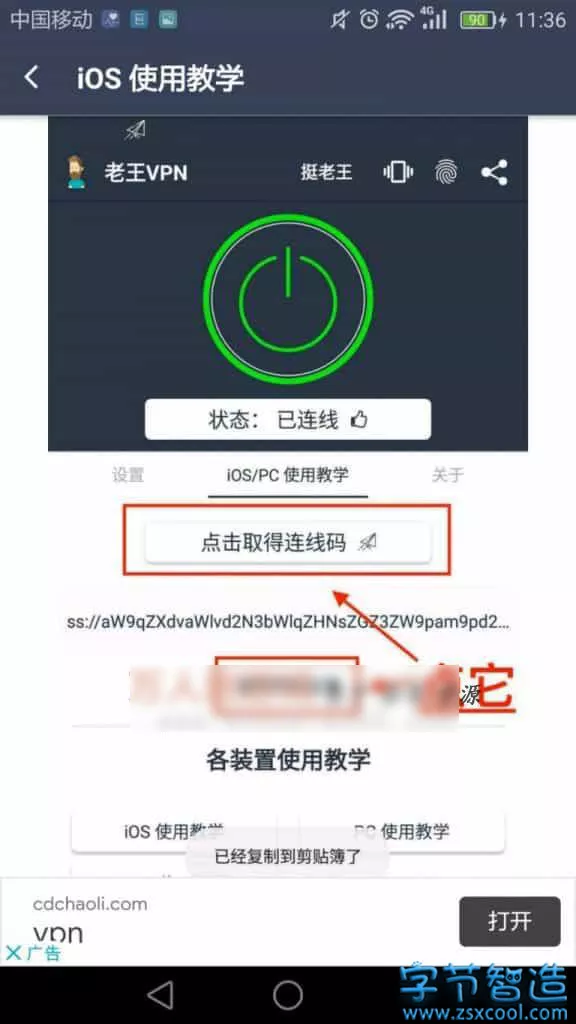 中国移动 4G 90 11:36
iOS 使用教学
老王VPN 挺老王
状态： 已连线
设置 iOS/PC 使用教学 关于
点击取得连线码
ss://aW9qZXdvaWlvd2N3bWlqZHNsZGZ3ZW9pam9pd2...
它
源
各装置使用教学
iOS 使用教学 PC 使用教学
已经复制到剪贴簿了
cdchaoli.com
vpn
打开
广告
字节智造
www.zsxcool.com